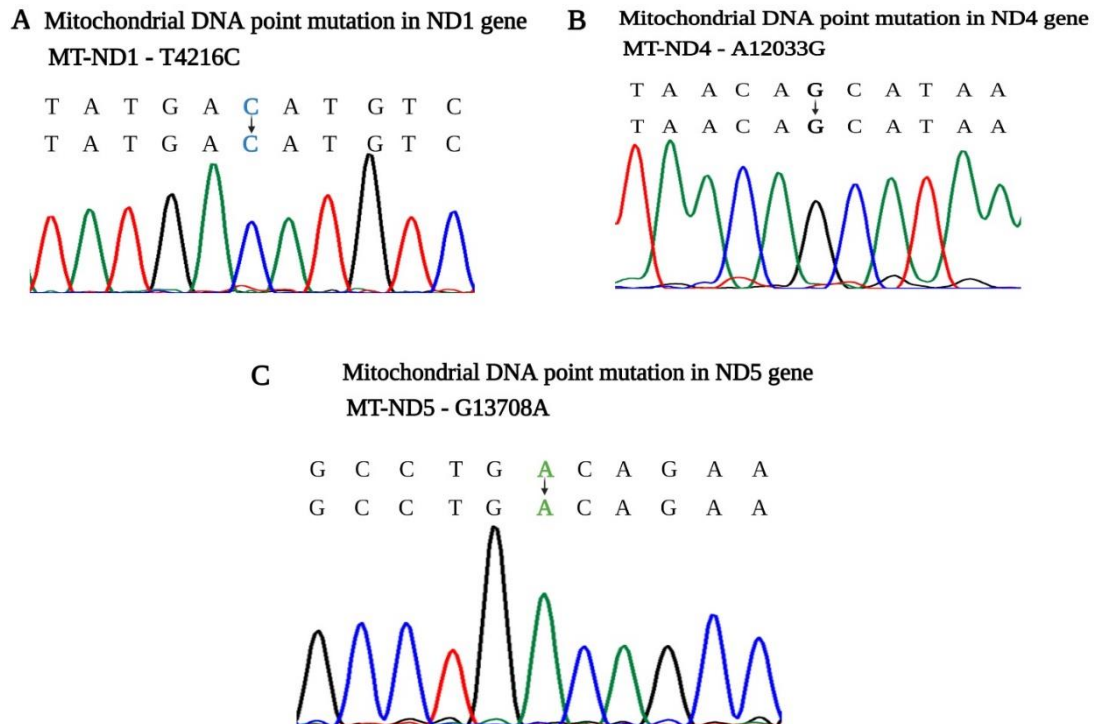 A Mitochondrial DNA point mutation in ND1 gene
MT-ND1 - T4216C
T A T G A C A T G T C
T A T G A C A T G T C
B Mitochondrial DNA point mutation in ND4 gene
MT-ND4 - A12033G
T A A C A G C A T A A
T A A C A G C A T A A
C Mitochondrial DNA point mutation in ND5 gene
MT-ND5 - G13708A
G C C T G A C A G A A
G C C T G A C A G A A